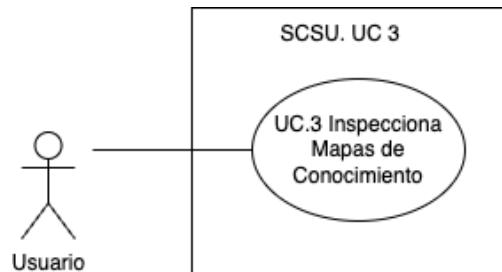 SCSU. UC 3
UC.3 Inspecciona
Mapas de
Conocimiento
Usuario